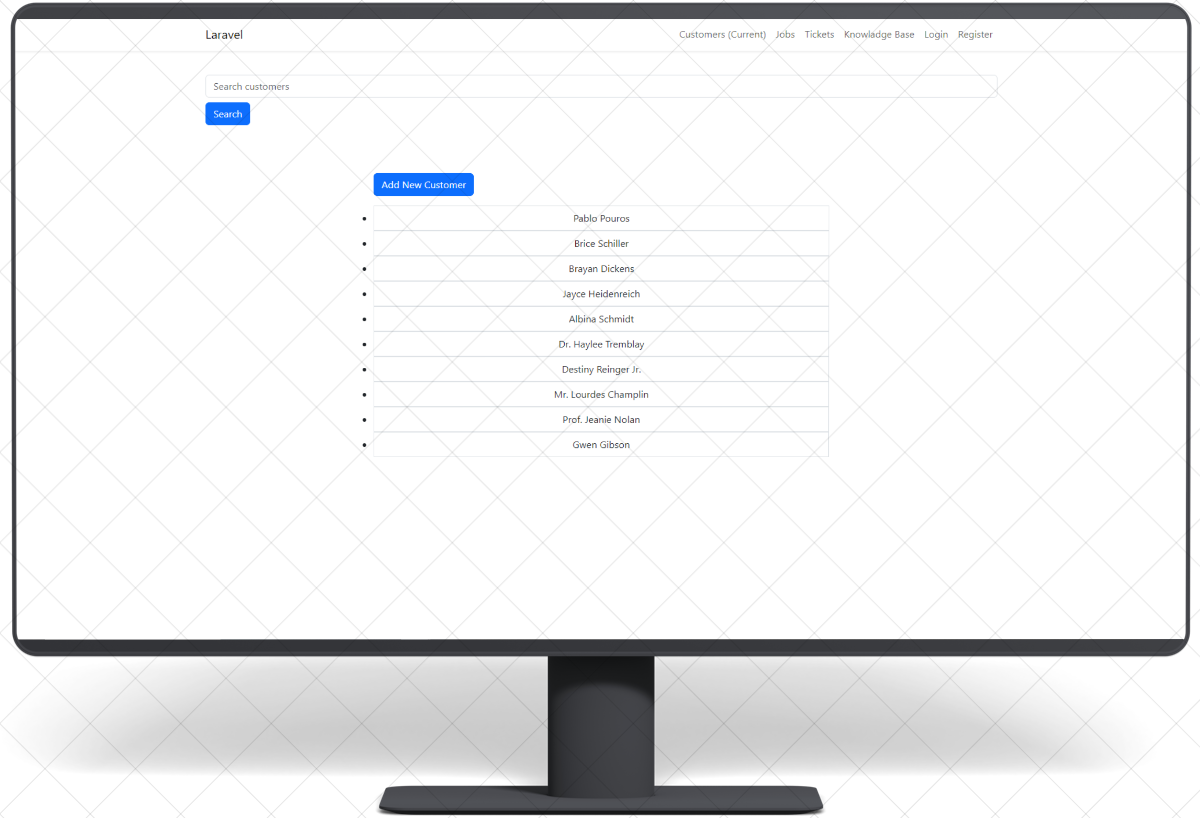 Laravel
Customers (Current) Jobs Tickets Knowladge Base Login Register
Search customers
Search
Add New Customer
Pablo Pouros
Brice Schiller
Brayan Dickens
Jayce Heidenreich
Albina Schmidt
Dr. Haylee Tremblay
Destiny Reinger Jr.
Mr. Lourdes Champlin
Prof. Jeanie Nolan
Gwen Gibson